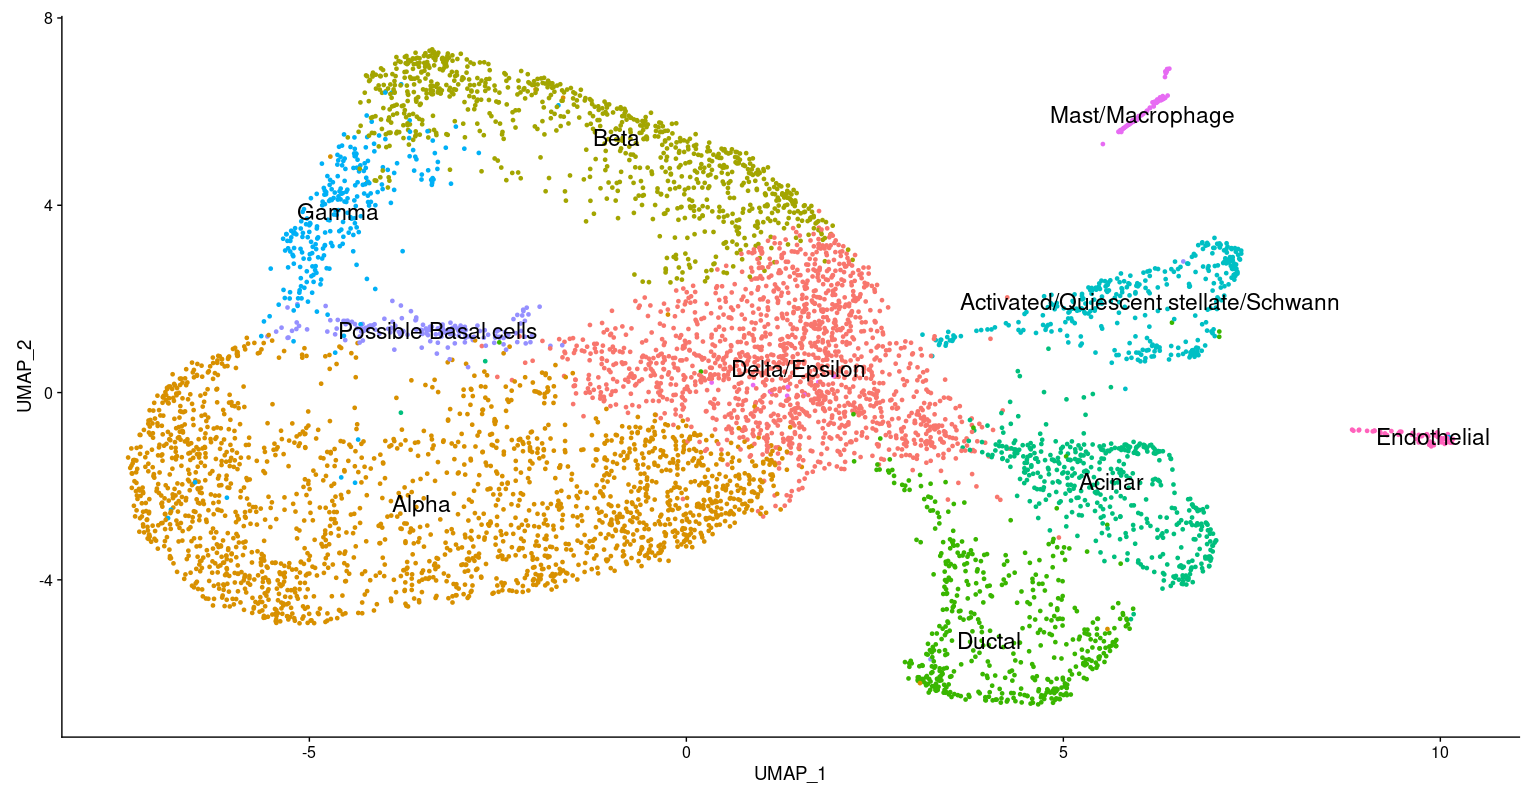 8
4
0
-4
UMAP_2
Beta
Mast/Macrophage
Gamma
Activated/Quiescent stellate/Schwann
Possible Basal cells
Delta/Epsilon
Endothelial
Acinar
Alpha
Ductal
-5
0
5
10
UMAP_1